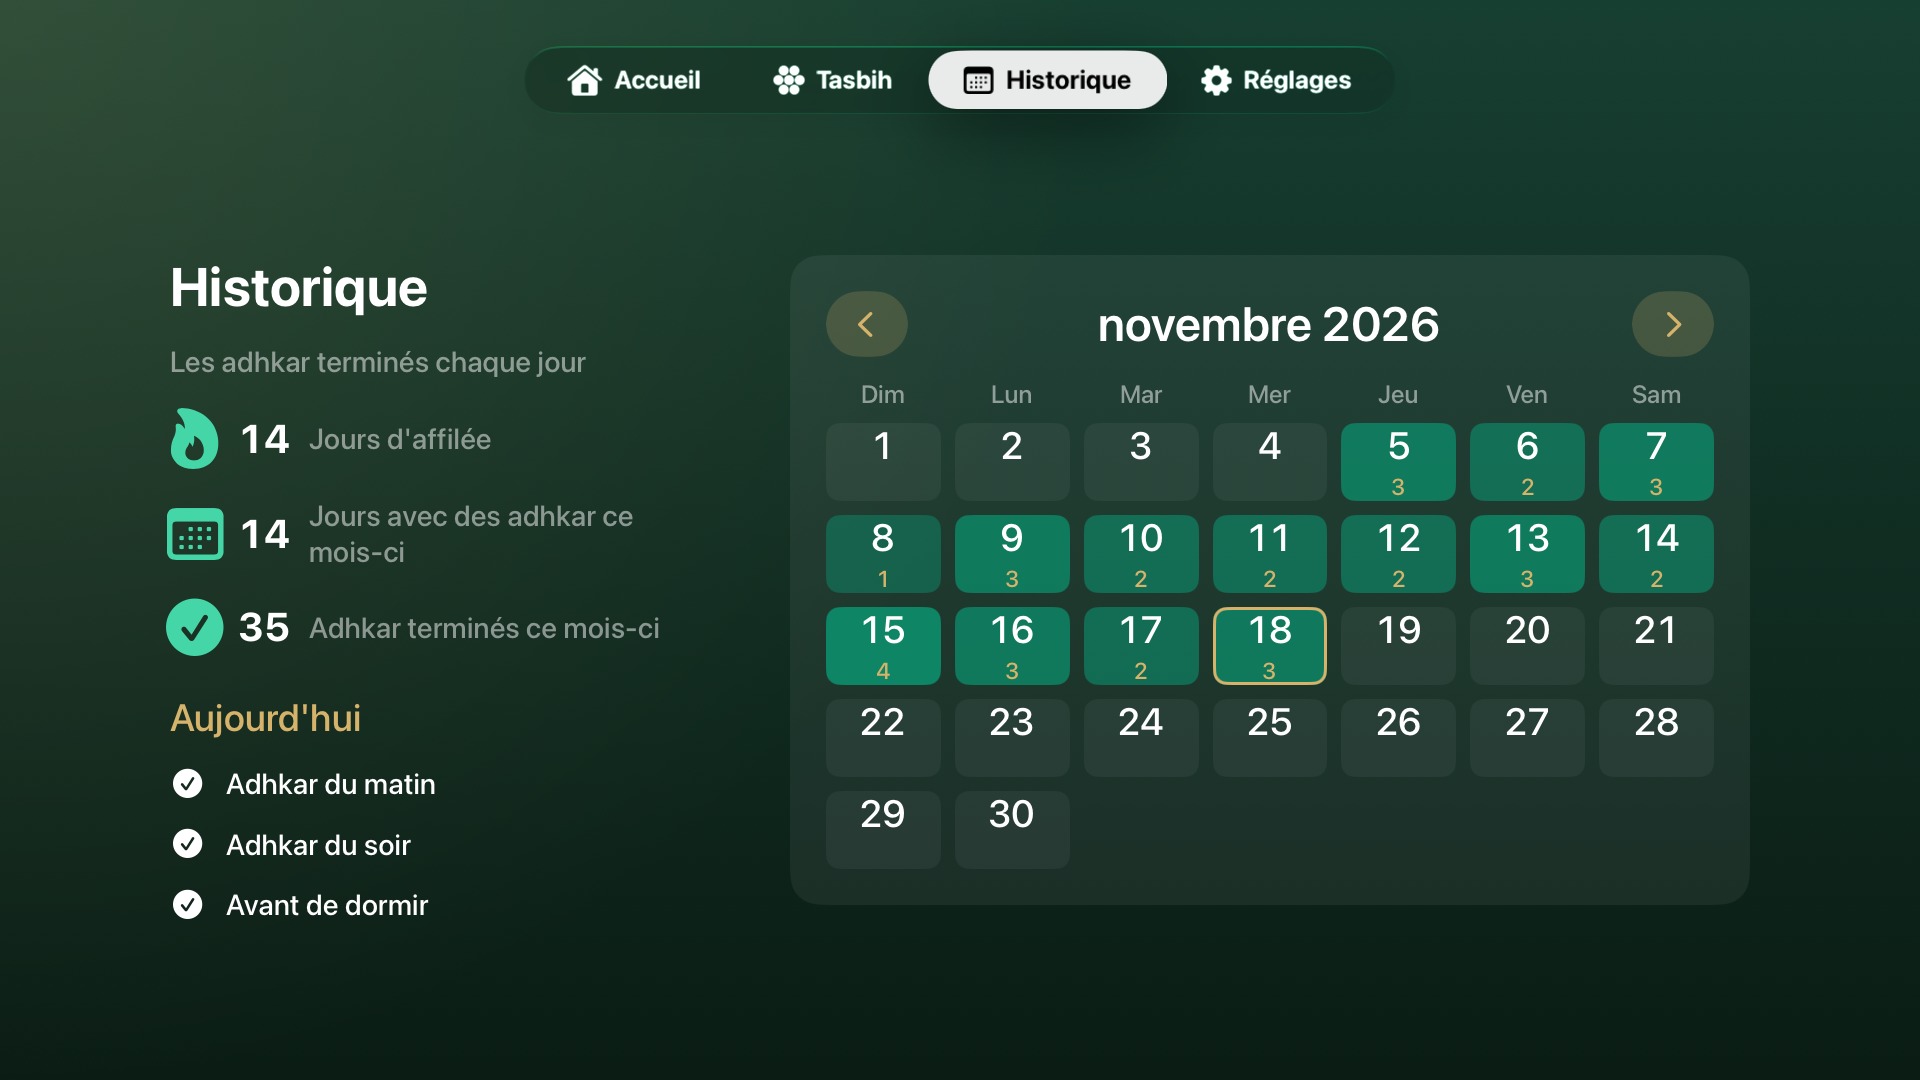 Accueil
Tasbih
Historique
Réglages
Historique
Les adhkar terminés chaque jour
14 Jours d'affilée
14 Jours avec des adhkar ce
mois-ci
35 Adhkar terminés ce mois-ci
Aujourd'hui
Adhkar du matin
Adhkar du soir
Avant de dormir
novembre 2026
Dim Lun Mar Mer Jeu Ven Sam
1 2 3 4 5 6 7
3 2 3
8 9 10 11 12 13 14
1 3 2 2 2 3 2
15 16 17 18 19 20 21
4 3 2 3
22 23 24 25 26 27 28
29 30